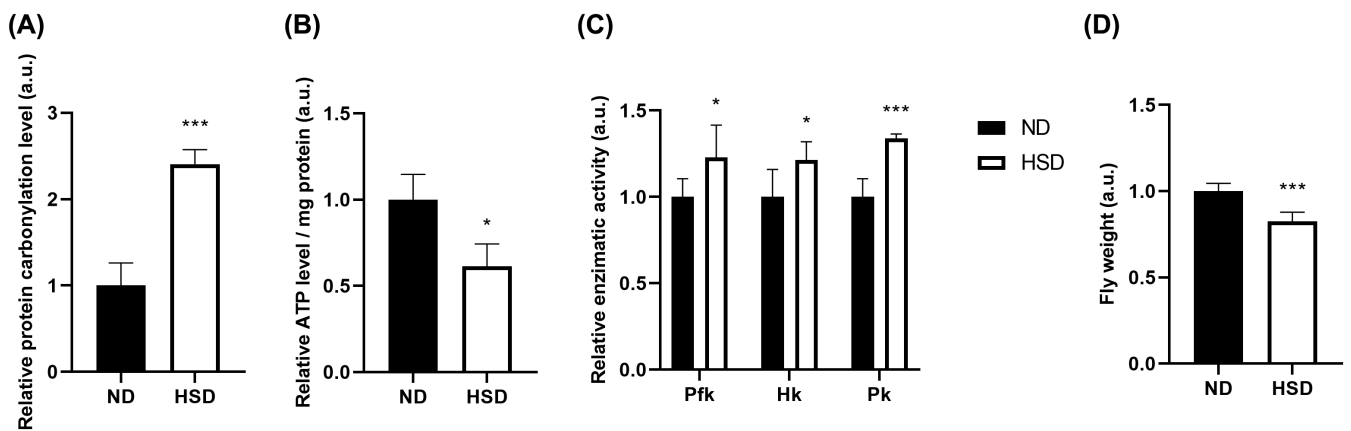 (A)
Relative protein carbonylation level (a.u.)
3
2
1
0
***
ND
HSD
(B)
Relative ATP level / mg protein (a.u.)
1.5
1.0
0.5
0.0
*
ND
HSD
(C)
Relative enzimatic activity (a.u.)
1.5
1.0
0.5
0.0
*
*
***
Pfk
Hk
Pk
ND
HSD
(D)
Fly weight (a.u.)
1.5
1.0
0.5
0.0
***
ND
HSD